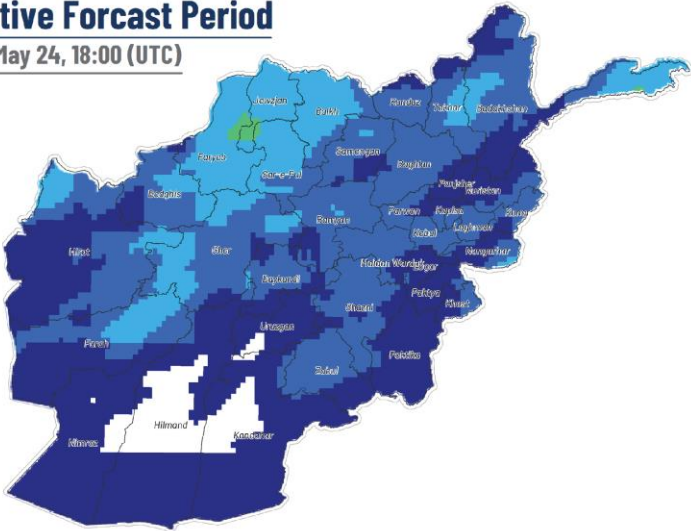 tive Forcast Period
May 24, 18:00 (UTC)
Jawzjan
Balkh
Kunduz
Takhar
Badakhshan
Faryab
Samangan
Baghlan
Sar-e-Pul
Badghis
Panjsher
Nuristan
Bamyan
Parwan
Kapisa
Kunar
Laghman
Kabul
Hirat
Ghor
Nangarhar
Maidan Wardak
Logar
Daykundi
Paktya
Khost
Ghazni
Uruzgan
Farah
Paktika
Zabul
Hilmand
Nimroz
Kandahar